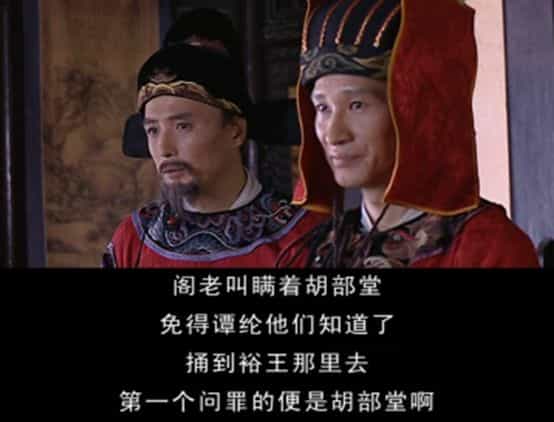 阁老叫瞒着胡部堂
免得谭纶他们知道了
捅到裕王那里去
第一个问罪的便是胡部堂啊